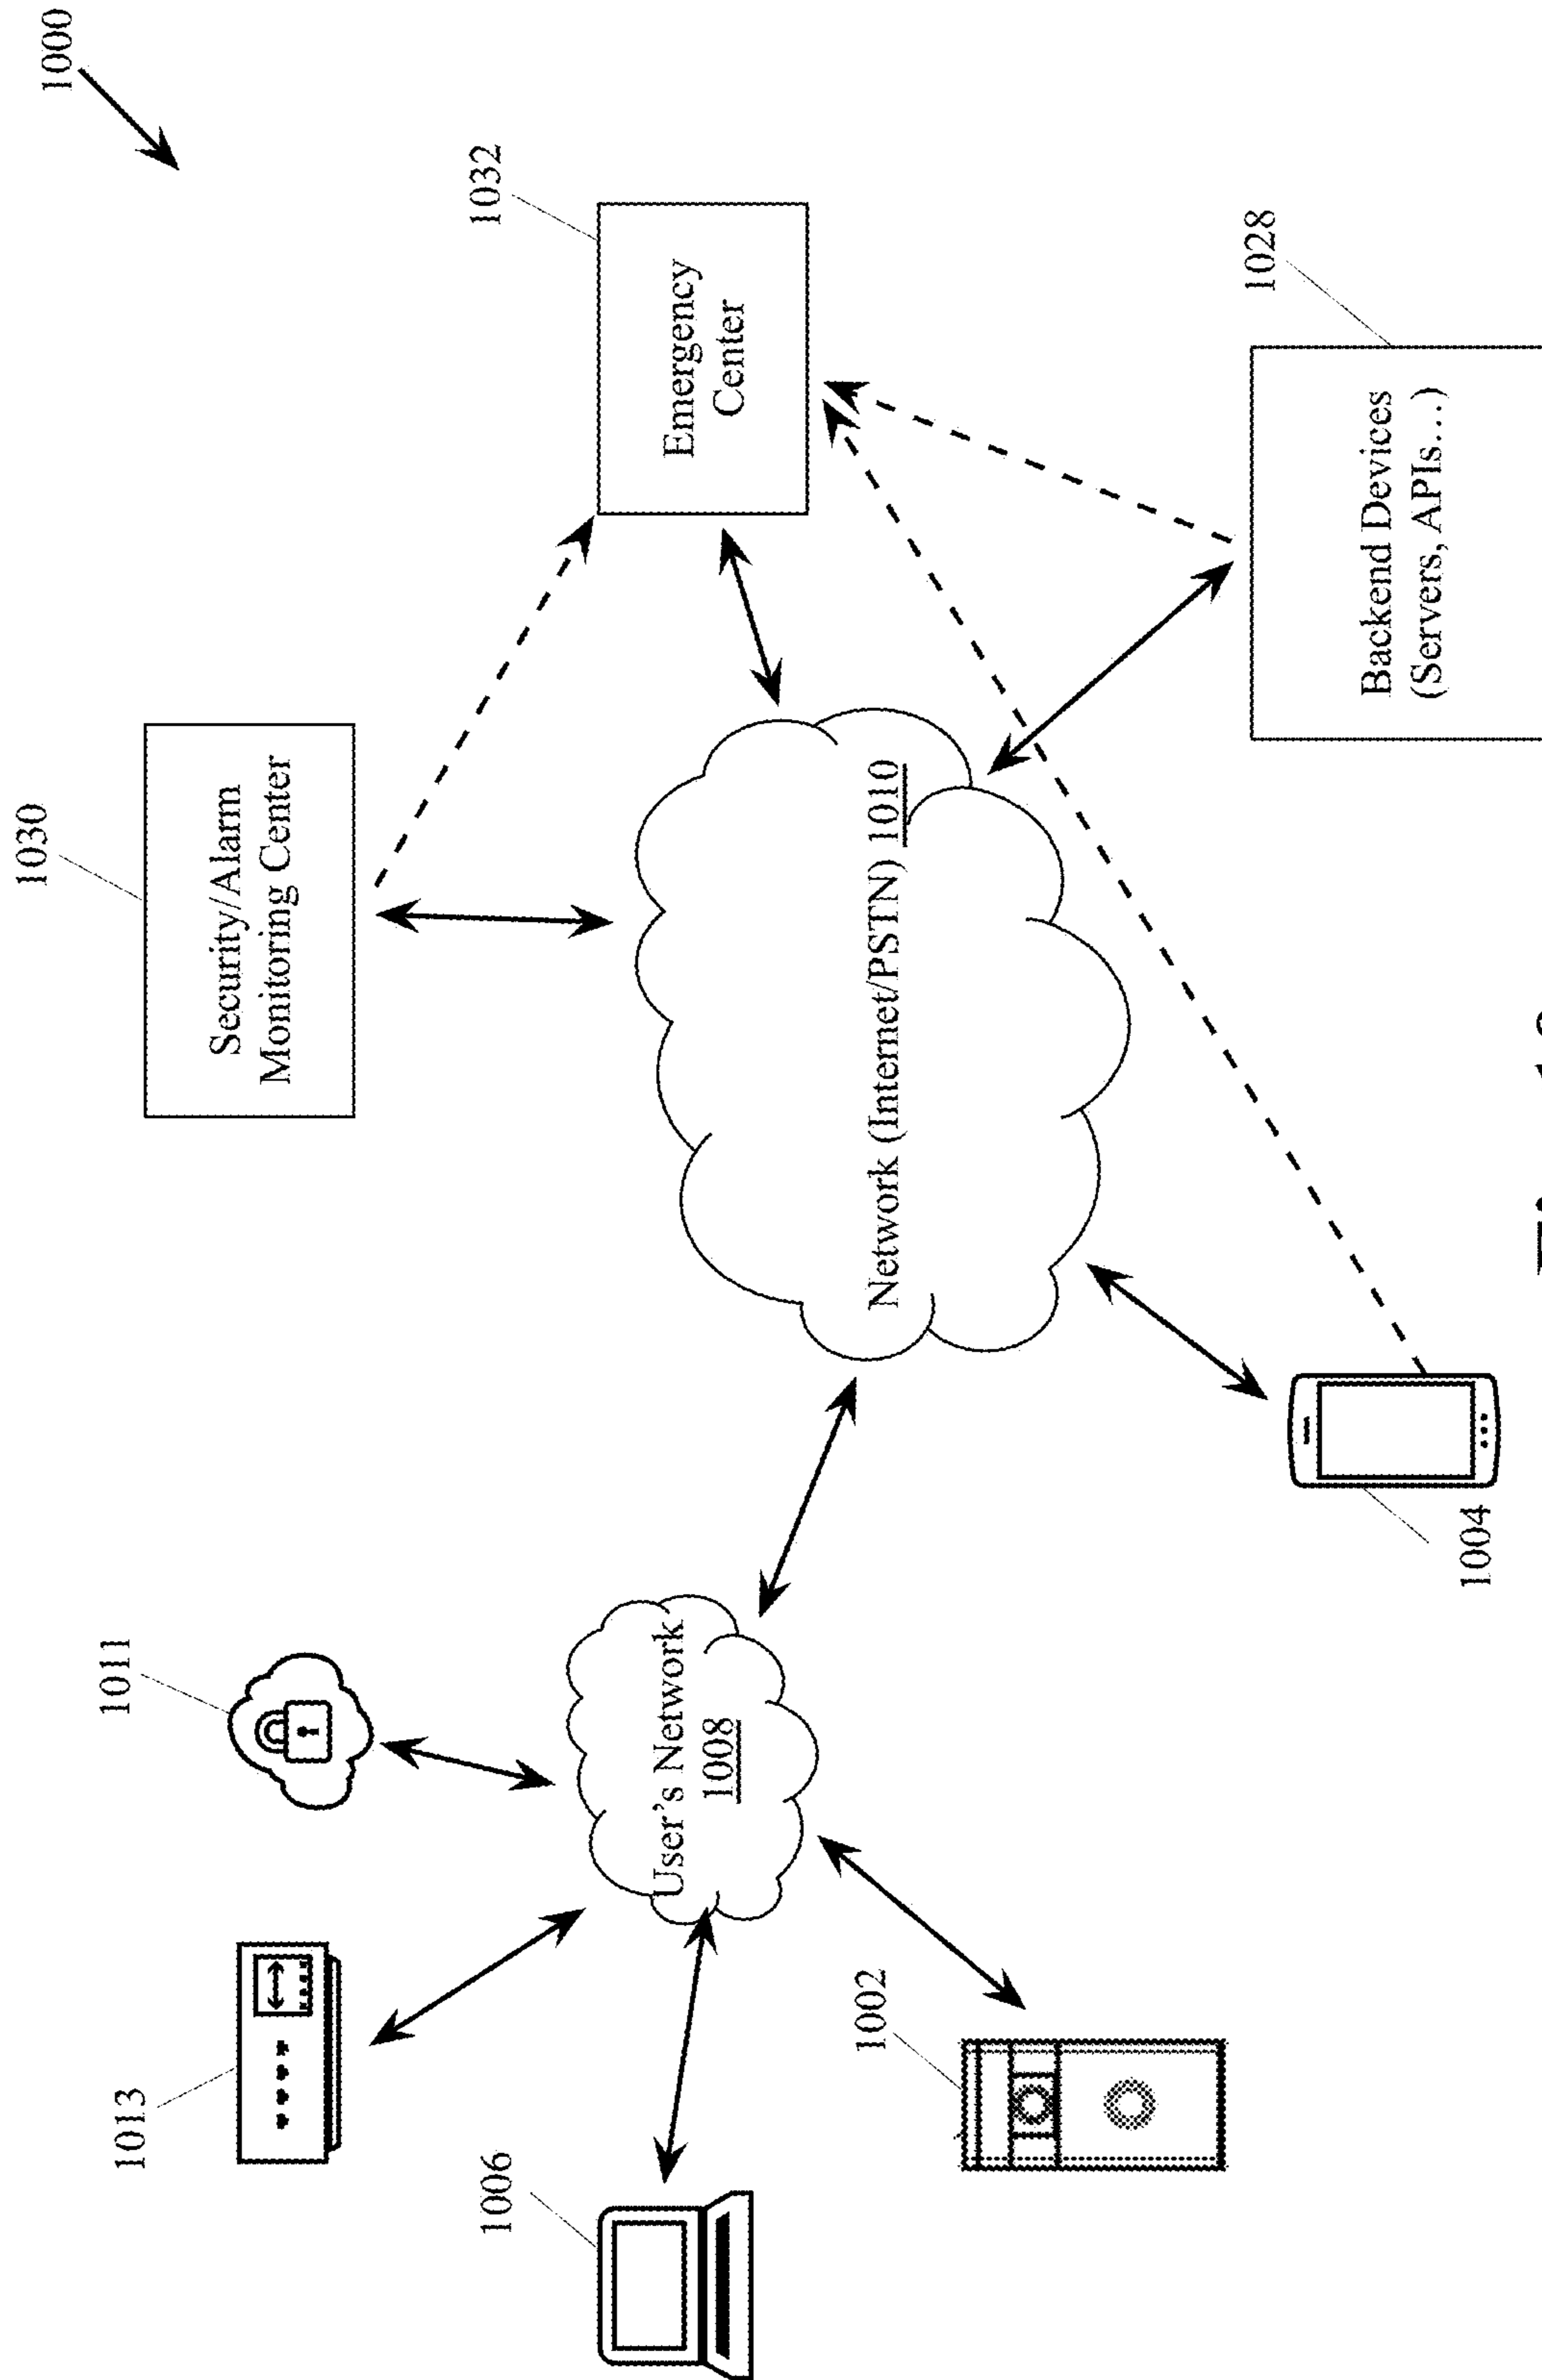 1000
1030
Security/Alarm
Monitoring Center
1032
Emergency
Center
1011
1013
User's Network
1008
Network (Internet/PSTN) 1010
1006
1002
1028
Backend Devices
(Servers, APIs...)
1004